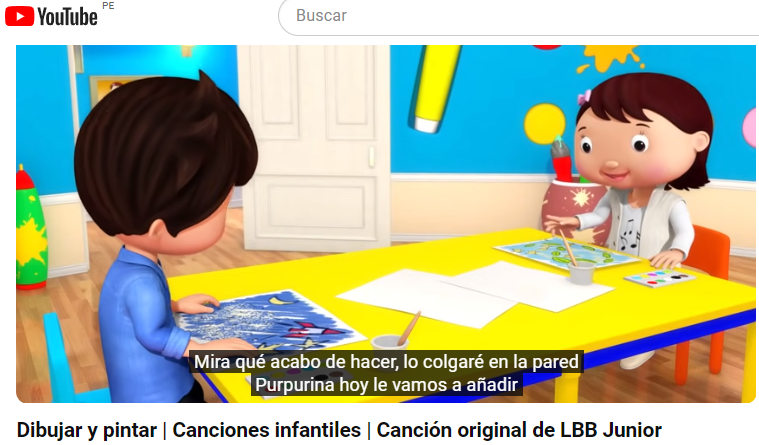 YouTube PE
Buscar
Mira qué acabo de hacer, lo colgaré en la pared
Purpurina hoy le vamos a añadir
Dibujar y pintar | Canciones infantiles | Canción original de LBB Junior